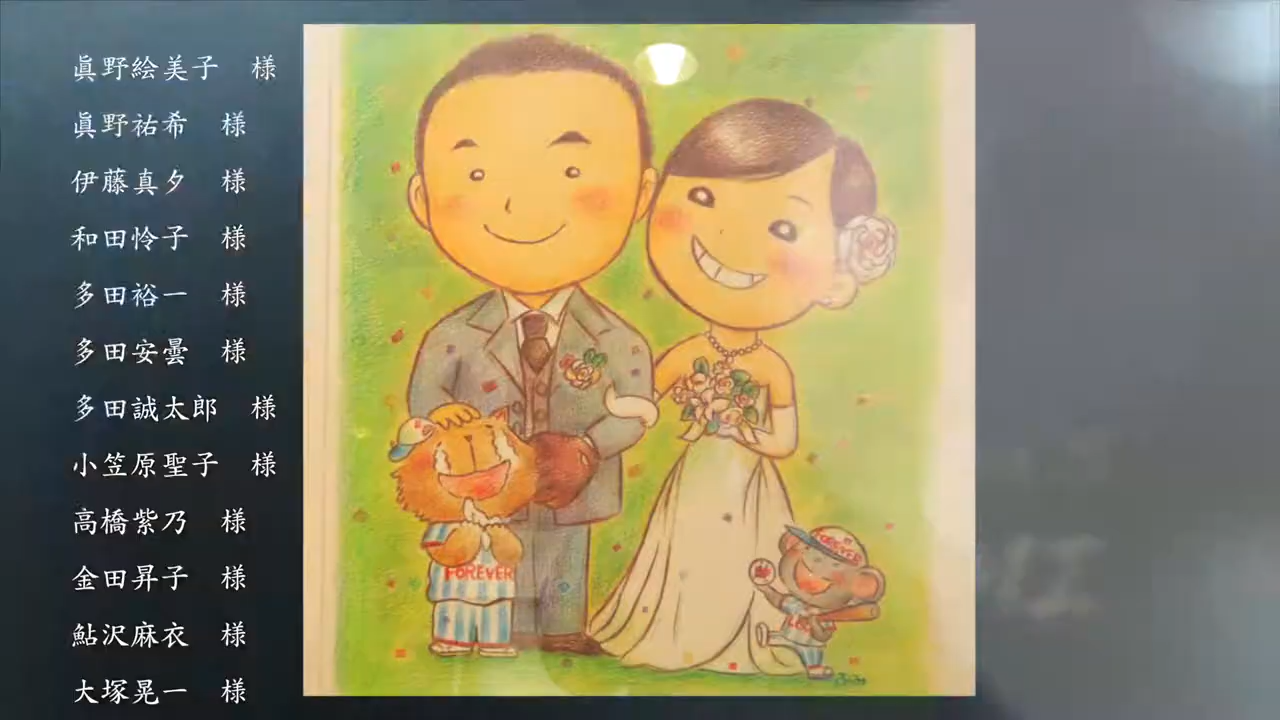 眞野絵美子　様
眞野祐希　様
伊藤真夕　様
和田怜子　様
多田裕一　様
多田安曇　様
多田誠太郎　様
小笠原聖子　様
高橋紫乃　様
金田昇子　様
鮎沢麻衣　様
大塚晃一　様
FOREVER
FOREVER